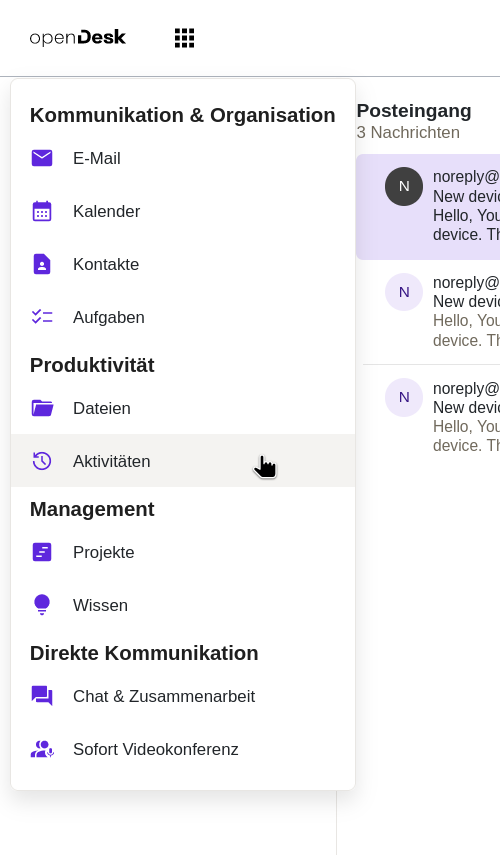 openDesk
Kommunikation & Organisation
E-Mail
Kalender
Kontakte
Aufgaben
Produktivität
Dateien
Aktivitäten
Management
Projekte
Wissen
Direkte Kommunikation
Chat & Zusammenarbeit
Sofort Videokonferenz
Posteingang
3 Nachrichten
N
noreply@
New devic
Hello, You
device. Th
N
noreply@
New devic
Hello, You
device. Th
N
noreply@
New devic
Hello, You
device. Th